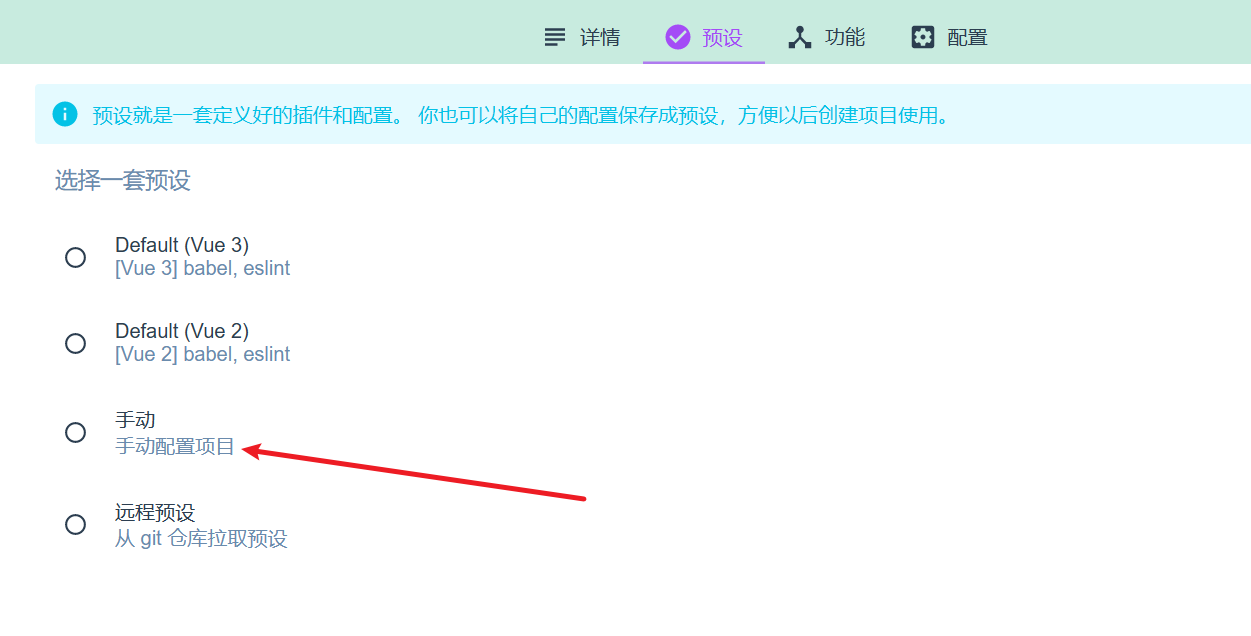 详情 预设 功能 配置
预设就是一套定义好的插件和配置。 你也可以将自己的配置保存成预设，方便以后创建项目使用。
选择一套预设
Default (Vue 3)
[Vue 3] babel, eslint
Default (Vue 2)
[Vue 2] babel, eslint
手动
手动配置项目
远程预设
从 git 仓库拉取预设